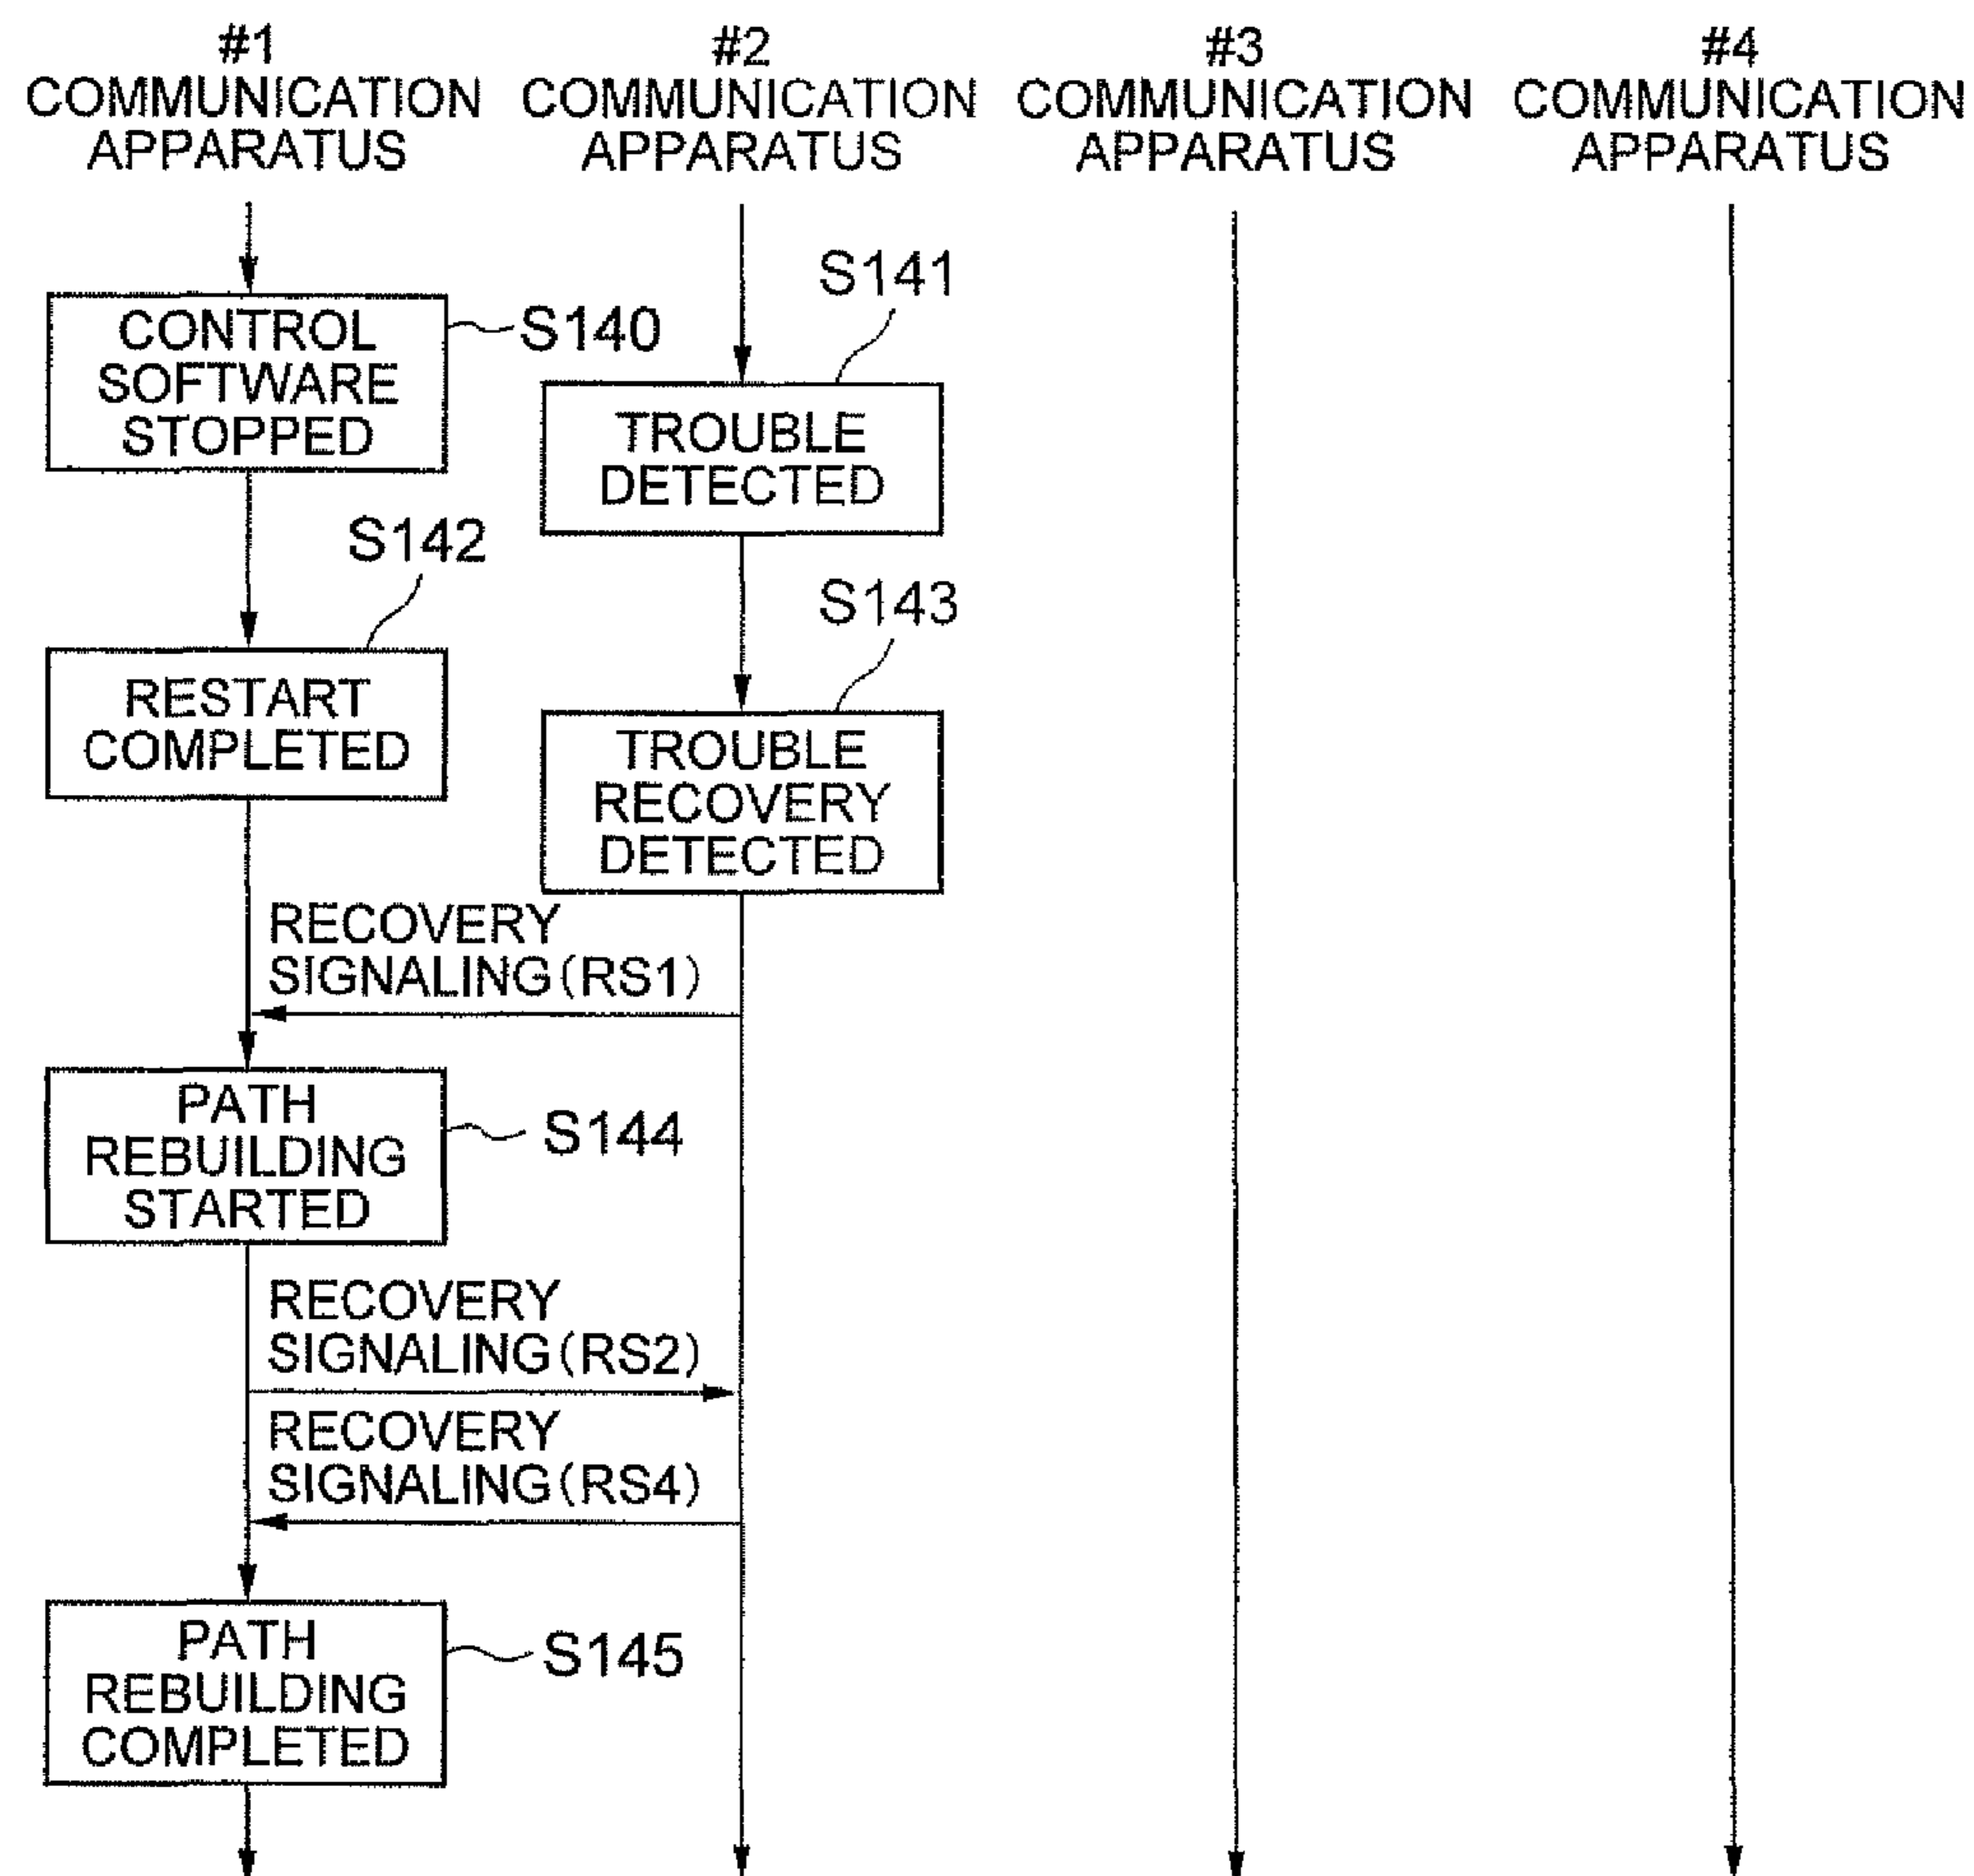 #1
COMMUNICATION
APPARATUS
#2
COMMUNICATION
APPARATUS
#3
COMMUNICATION
APPARATUS
#4
COMMUNICATION
APPARATUS
CONTROL
SOFTWARE
STOPPED
S140
S141
TROUBLE
DETECTED
S142
RESTART
COMPLETED
S143
TROUBLE
RECOVERY
DETECTED
RECOVERY
SIGNALING(RS1)
PATH
REBUILDING
STARTED
S144
RECOVERY
SIGNALING(RS2)
RECOVERY
SIGNALING(RS4)
PATH
REBUILDING
COMPLETED
S145